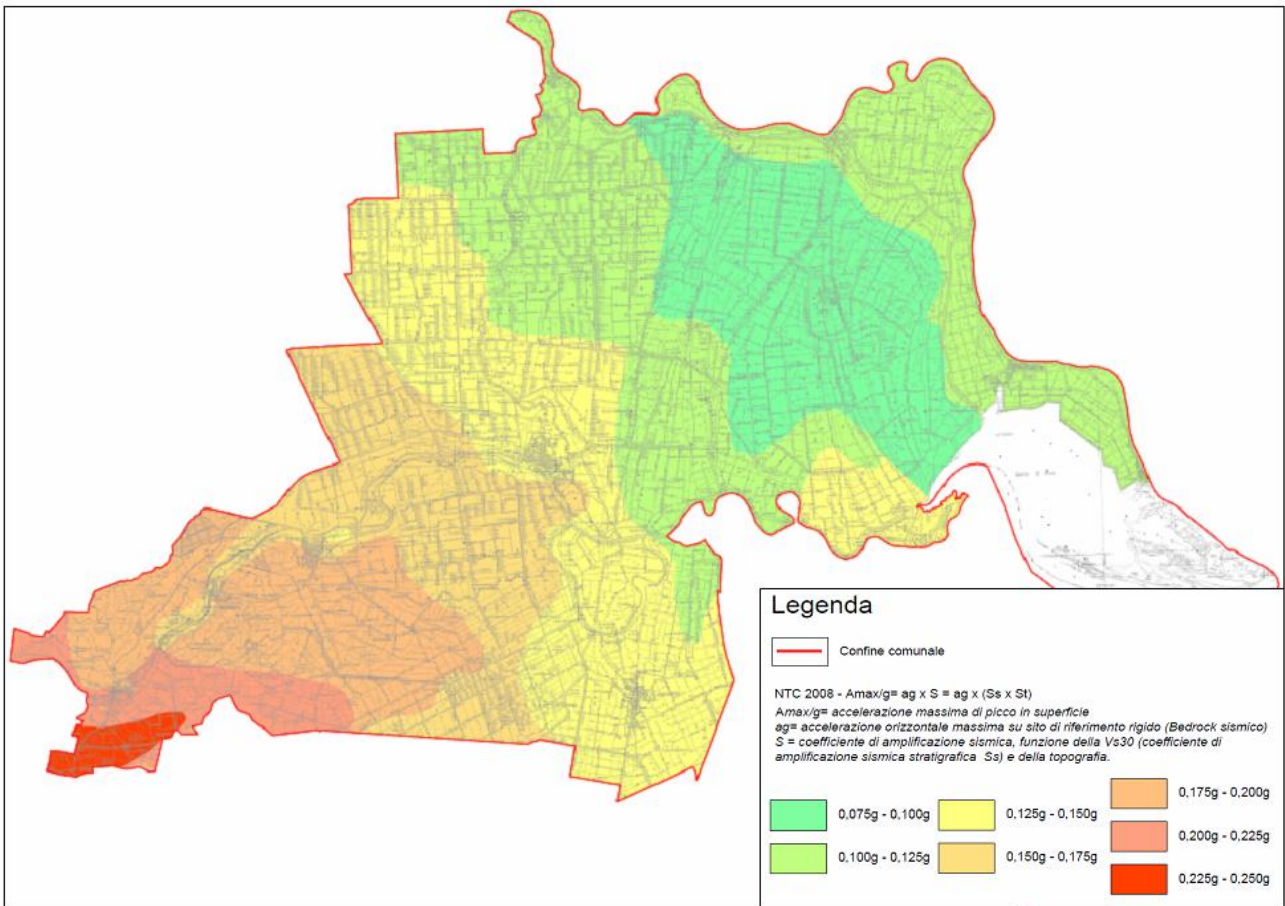 Legenda
Confine comunale
NTC 2008 - Amax/g= ag x S = ag x (Ss x St)
Amax/g= accelerazione massima di picco in superficie
ag= accelerazione orizzontale massima su sito di riferimento rigido (Bedrock sismico)
S = coefficiente di amplificazione sismica, funzione della Vs30 (coefficiente di
amplificazione sismica stratigrafica Ss) e della topografia.
0,075g - 0,100g
0,100g - 0,125g
0,125g - 0,150g
0,150g - 0,175g
0,175g - 0,200g
0,200g - 0,225g
0,225g - 0,250g